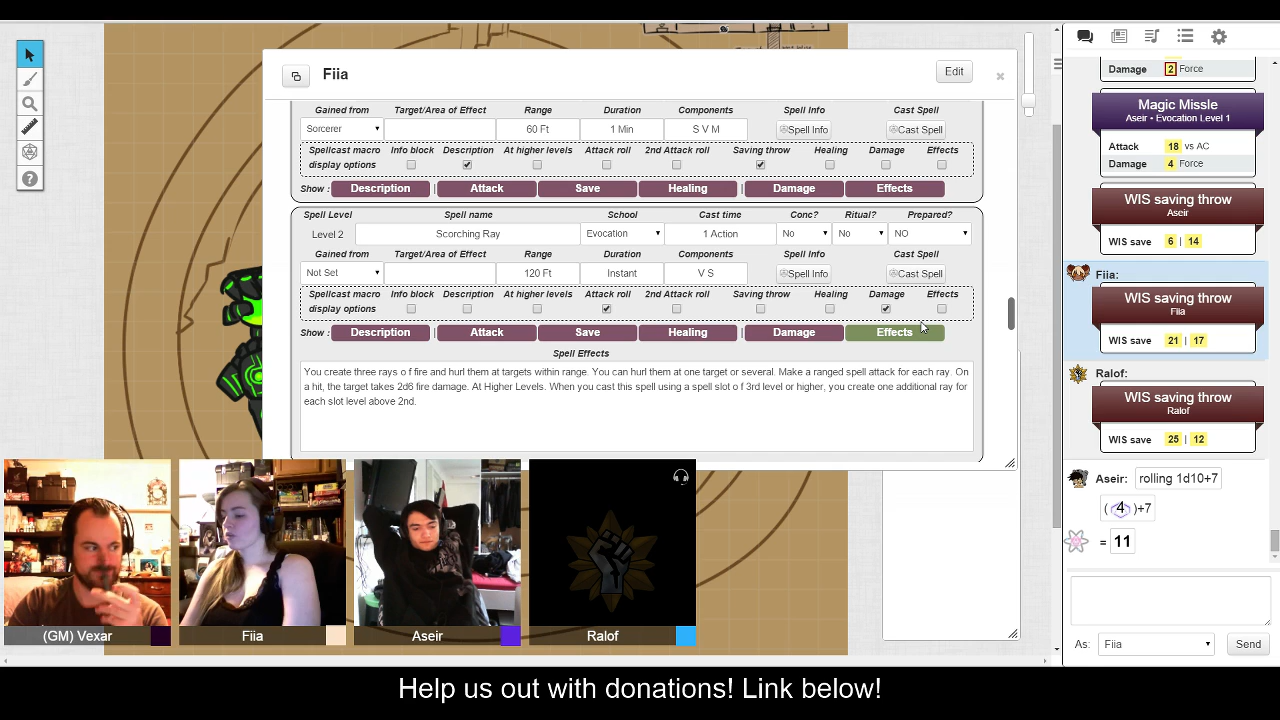 Fiia
Edit
×
Gained from Target/Area of Effect Range Duration Components Spell Info Cast Spell
Sorcerer 60 Ft 1 Min S V M Spell Info Cast Spell
Spellcast macro Info block Description At higher levels Attack roll 2nd Attack roll Saving throw Healing Damage Effects
display options
Show : Description | Attack Save Healing | Damage Effects
Spell Level Spell name School Cast time Conc? Ritual? Prepared?
Level 2 Scorching Ray Evocation 1 Action No No NO
Gained from Target/Area of Effect Range Duration Components Spell Info Cast Spell
Not Set 120 Ft Instant V S Spell Info Cast Spell
Spellcast macro Info block Description At higher levels Attack roll 2nd Attack roll Saving throw Healing Damage Effects
display options
Show : Description | Attack Save Healing | Damage Effects
Spell Effects
You create three rays o f fire and hurl them at targets within range. You can hurl them at one target or several. Make a ranged spell attack for each ray. On
a hit, the target takes 2d6 fire damage. At Higher Levels. When you cast this spell using a spell slot o f 3rd level or higher, you create one additional ray for
each slot level above 2nd.
(GM) Vexar
Fiia
Aseir
Ralof
Damage 2 Force
Magic Missle
Aseir • Evocation Level 1
Attack 18 vs AC
Damage 4 Force
WIS saving throw
Aseir
WIS save 6 | 14
Fiia:
WIS saving throw
Fiia
WIS save 21 | 17
Ralof:
WIS saving throw
Ralof
WIS save 25 | 12
Aseir: rolling 1d10+7
(4)+7
= 11
As: Fiia Send
Help us out with donations! Link below!